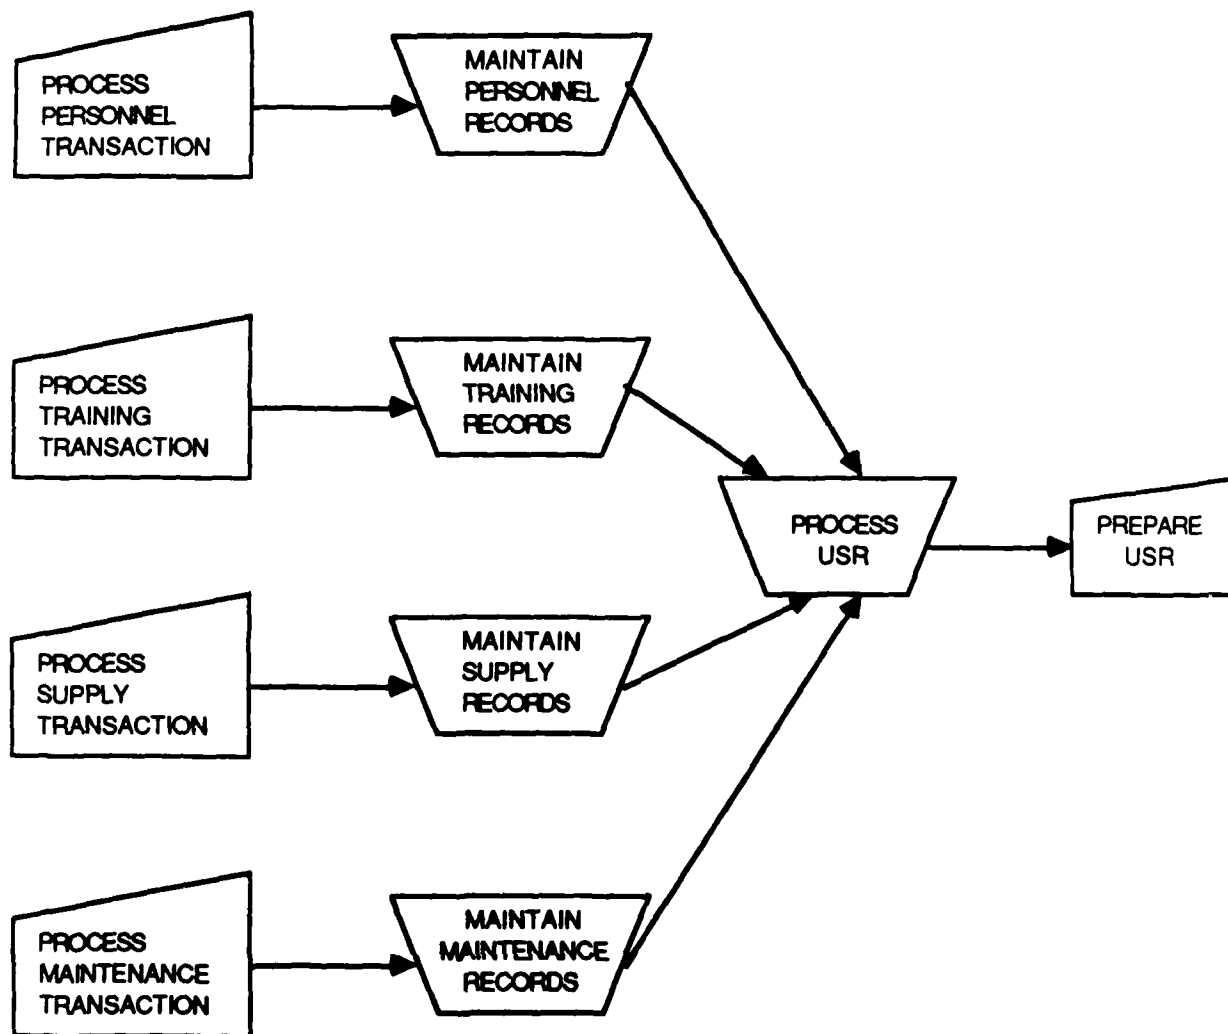 PROCESS
PERSONNEL
TRANSACTION
MAINTAIN
PERSONNEL
RECORDS
PROCESS
TRAINING
TRANSACTION
MAINTAIN
TRAINING
RECORDS
PROCESS
USR
PREPARE
USR
PROCESS
SUPPLY
TRANSACTION
MAINTAIN
SUPPLY
RECORDS
PROCESS
MAINTENANCE
TRANSACTION
MAINTAIN
MAINTENANCE
RECORDS